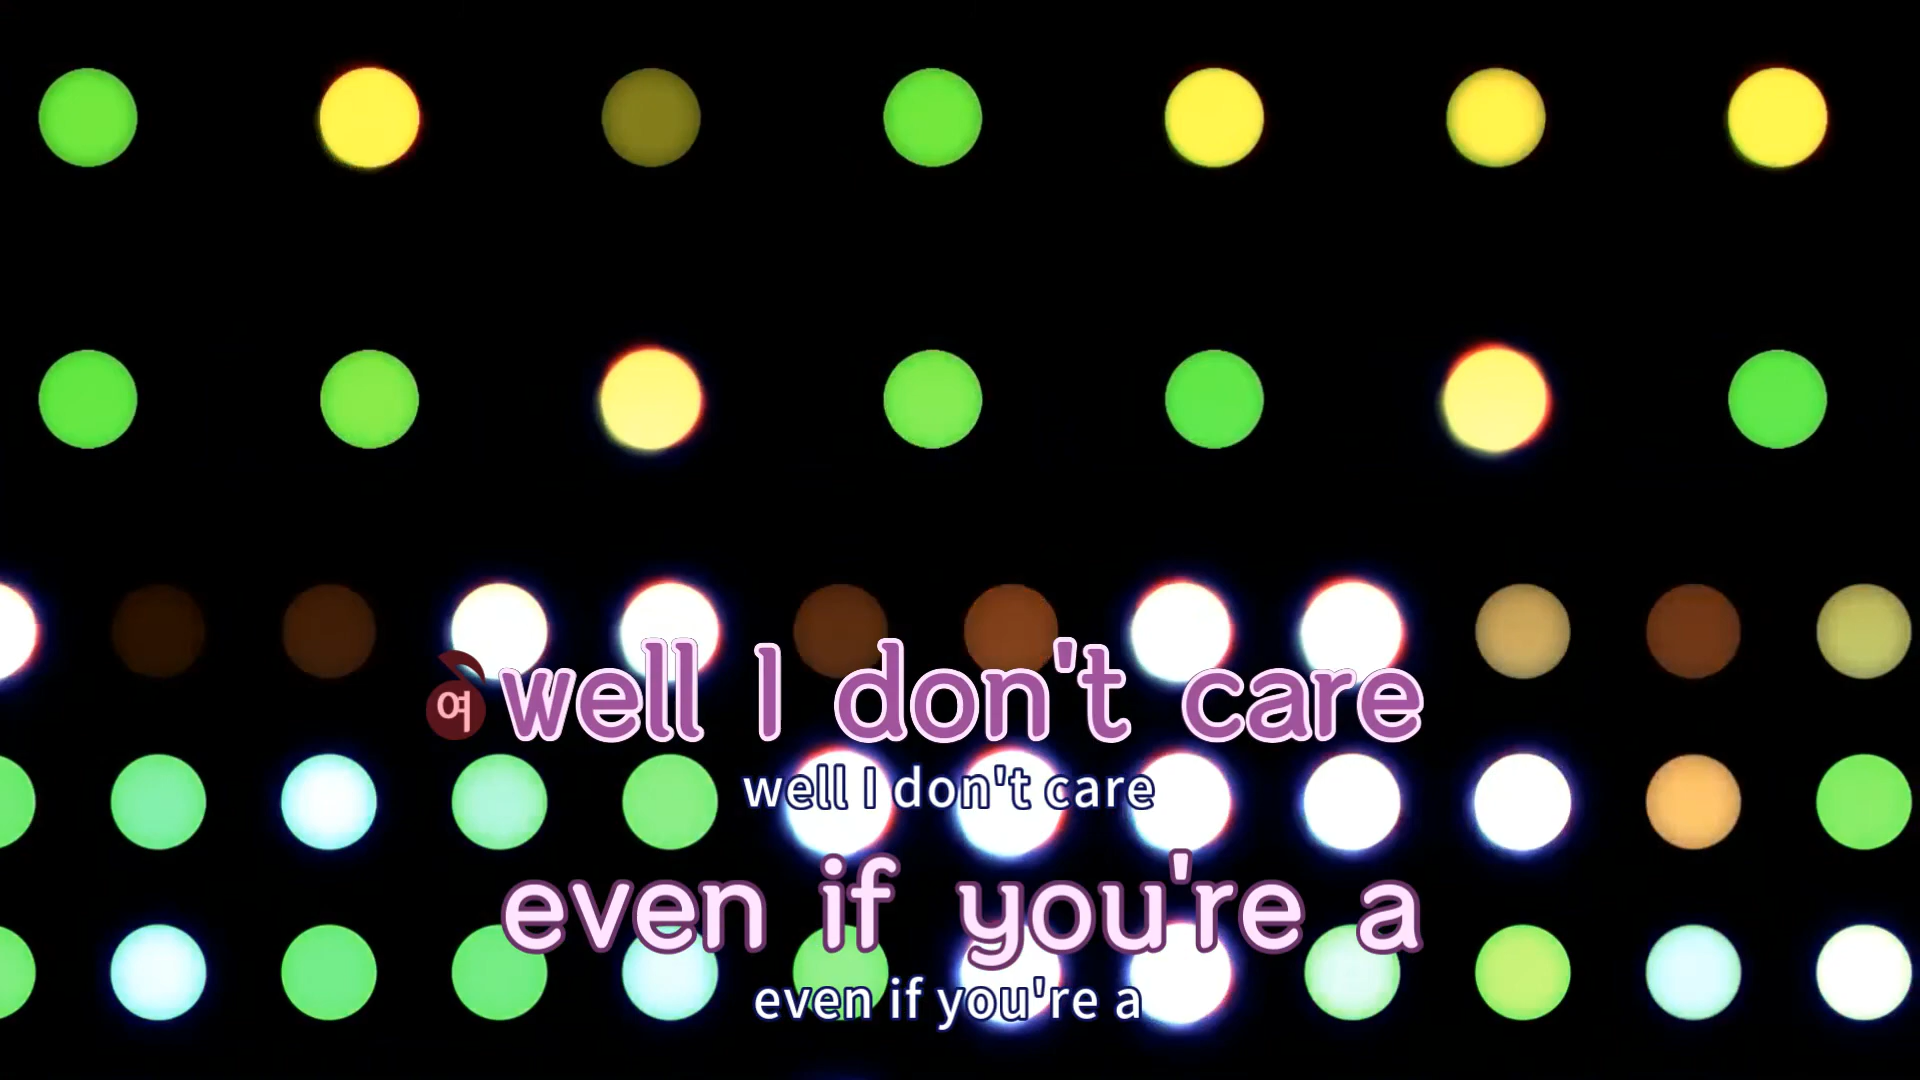 여 well I don't care
well I don't care
even if you're a
even if you're a